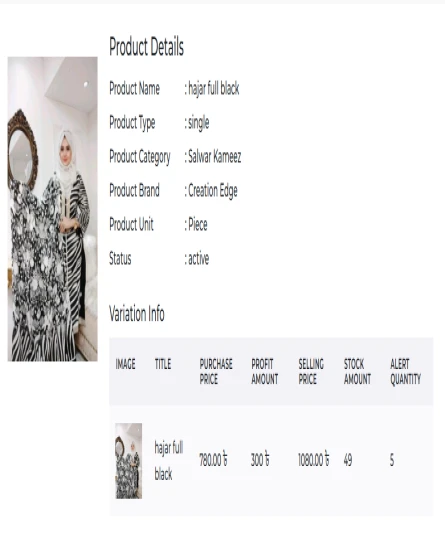 Product Details
Product Name : hajar full black
Product Type : single
Product Category : Salwar Kameez
Product Brand : Creation Edge
Product Unit : Piece
Status : active
Variation Info
IMAGE TITLE PURCHASE PRICE PROFIT AMOUNT SELLING PRICE STOCK AMOUNT ALERT QUANTITY
hajar full black 780.00 ৳ 300 ৳ 1080.00 ৳ 49 5